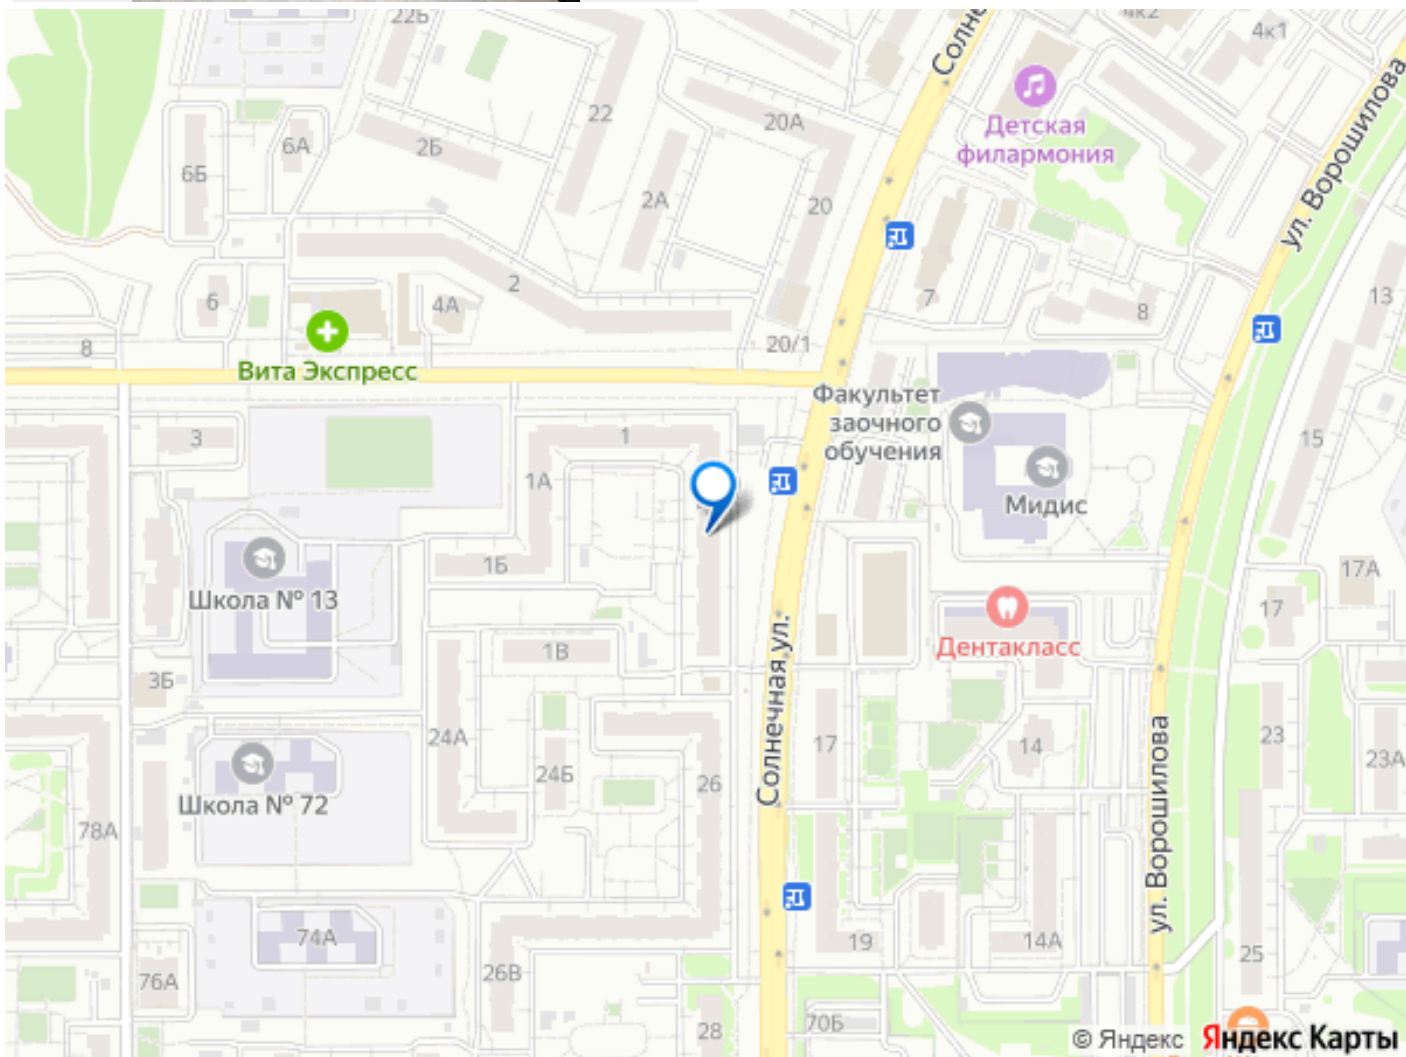 22Б
Солне
4к2
4к1
ул. Ворошилова
Детская
филармония
22
20А
6А
2Б
6Б
2А
20
2
6
4А
7
8
13
20/1
8
Вита Экспресс
Факультет
заочного
обучения
3
1
15
1А
Мидис
1Б
17А
Школа № 13
17
Дентакласс
1В
3Б
Солнечная ул.
24А
17
14
23
23А
24Б
26
Школа № 72
78А
ул. Ворошилова
74А
19
14А
25
76А
26В
28
70Б
© Яндекс Яндекс Карты